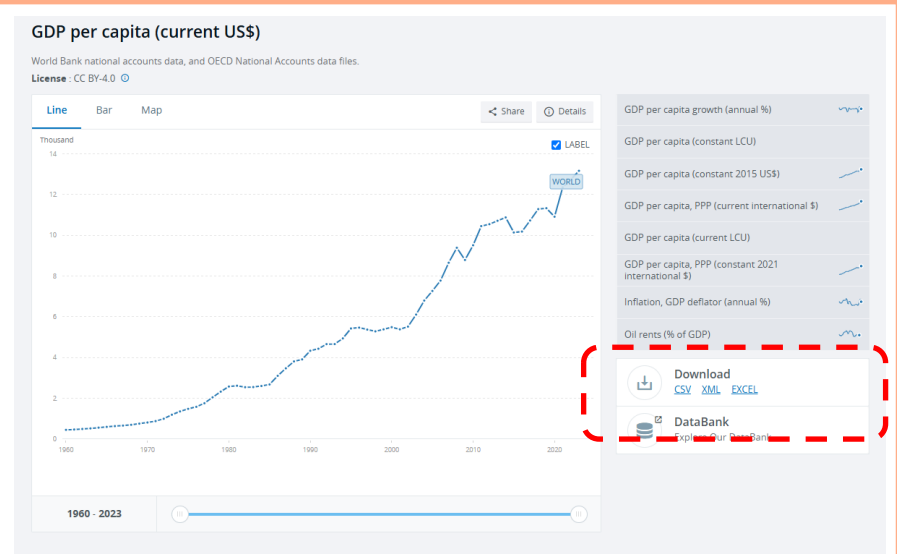 GDP per capita (current US$)
World Bank national accounts data, and OECD National Accounts data files.
License : CC BY-4.0
Line Bar Map Share Details
Thousand
LABEL
14
WORLD
12
10
8
6
4
2
0
1960 1970 1980 1990 2000 2010 2020
1960 - 2023
GDP per capita growth (annual %)
GDP per capita (constant LCU)
GDP per capita (constant 2015 US$)
GDP per capita, PPP (current international $)
GDP per capita (current LCU)
GDP per capita, PPP (constant 2021
international $)
Inflation, GDP deflator (annual %)
Oil rents (% of GDP)
Download
CSV XML EXCEL
DataBank
Explore Our DataBank